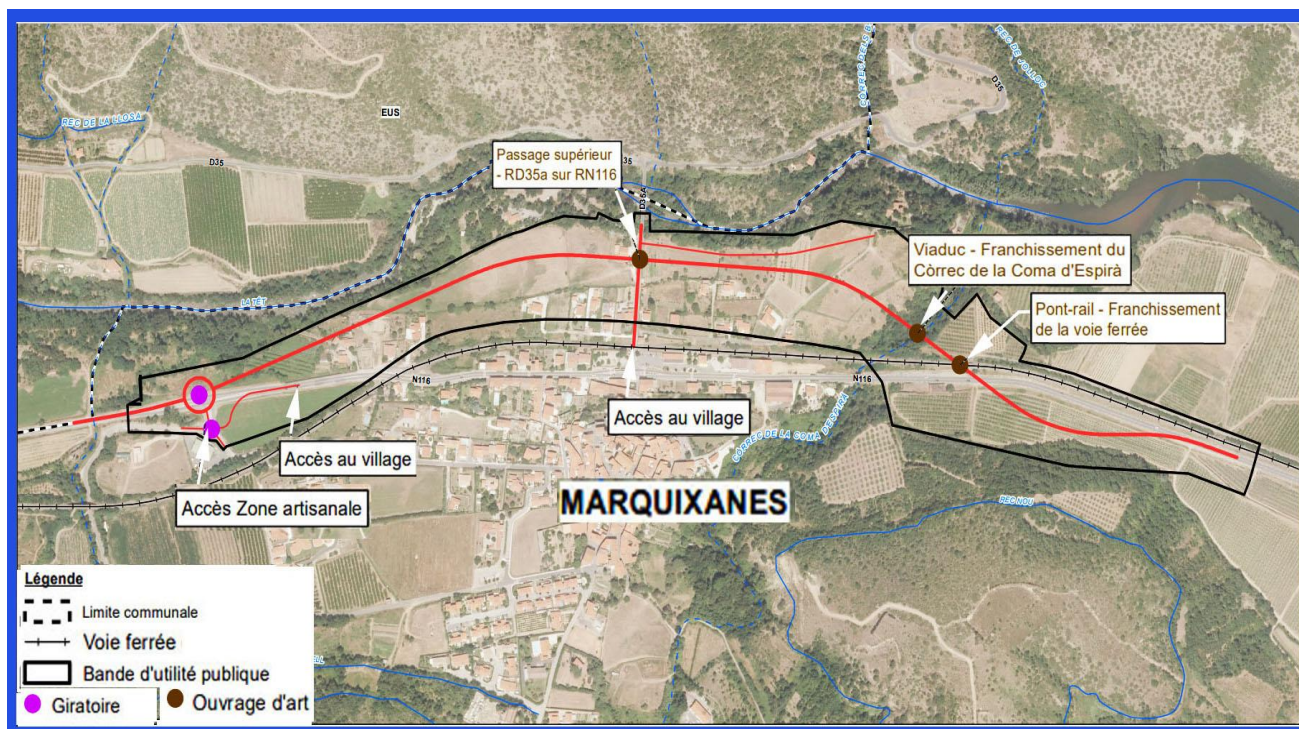 REC DE LA LLOSA
EUS
D35
D35
REC DE JOLLOC
Passage supérieur
- RD35a sur RN116
35
D35A
Viaduc - Franchissement du
Còrrec de la Coma d'Espirà
Pont-rail - Franchissement
de la voie ferrée
LA TÊT
N116
N116
Accès au village
Accès au village
Accès Zone artisanale
CÒRREC DE LA COMA D'ESPIRÀ
MARQUIXANES
REC NOU
Légende
Limite communale
Voie ferrée
Bande d'utilité publique
Giratoire
Ouvrage d'art